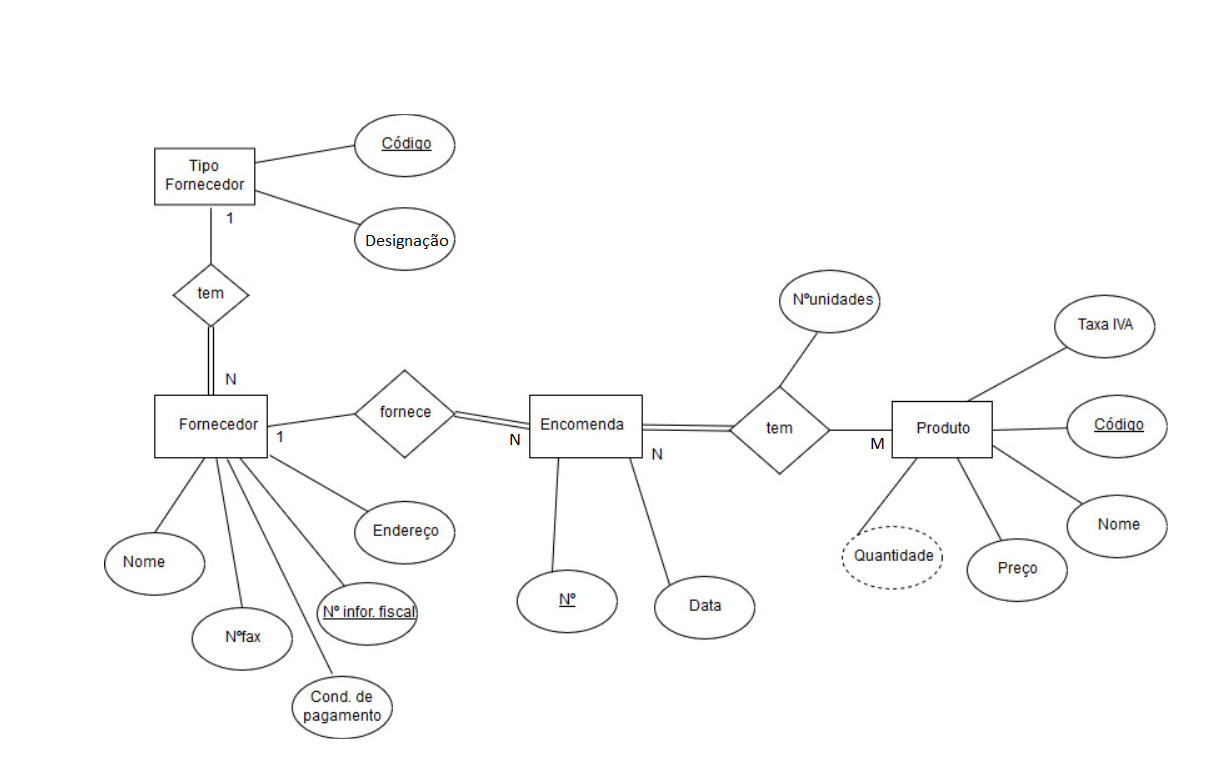 Código
Tipo
Fornecedor
1
Designação
tem
Nºunidades
Taxa IVA
N
Fornecedor
1
fornece
N
Encomenda
N
tem
M
Produto
Código
Nome
Quantidade
Preço
Endereço
Nome
Nºfax
Nº infor. fiscal
Nº
Data
Cond. de
pagamento